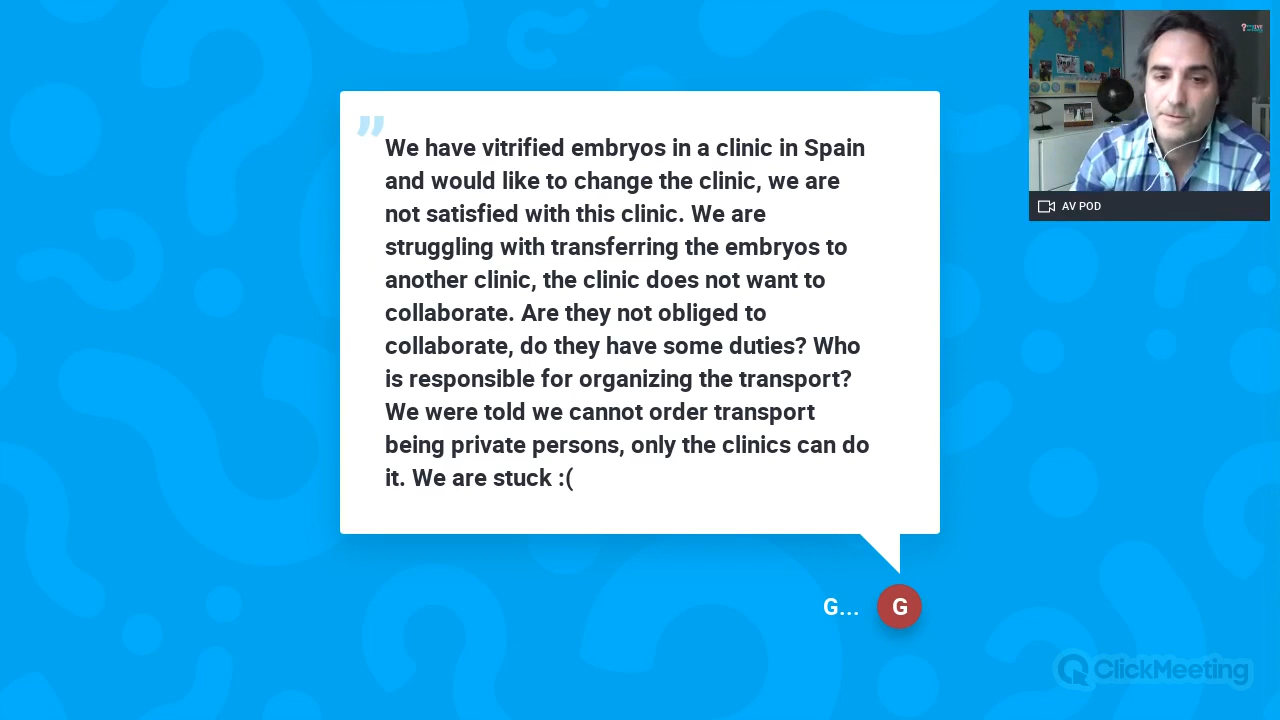 We have vitrified embryos in a clinic in Spain
and would like to change the clinic, we are
not satisfied with this clinic. We are
struggling with transferring the embryos to
another clinic, the clinic does not want to
collaborate. Are they not obliged to
collaborate, do they have some duties? Who
is responsible for organizing the transport?
We were told we cannot order transport
being private persons, only the clinics can do
it. We are stuck :(
G... G
AV POD
ClickMeeting